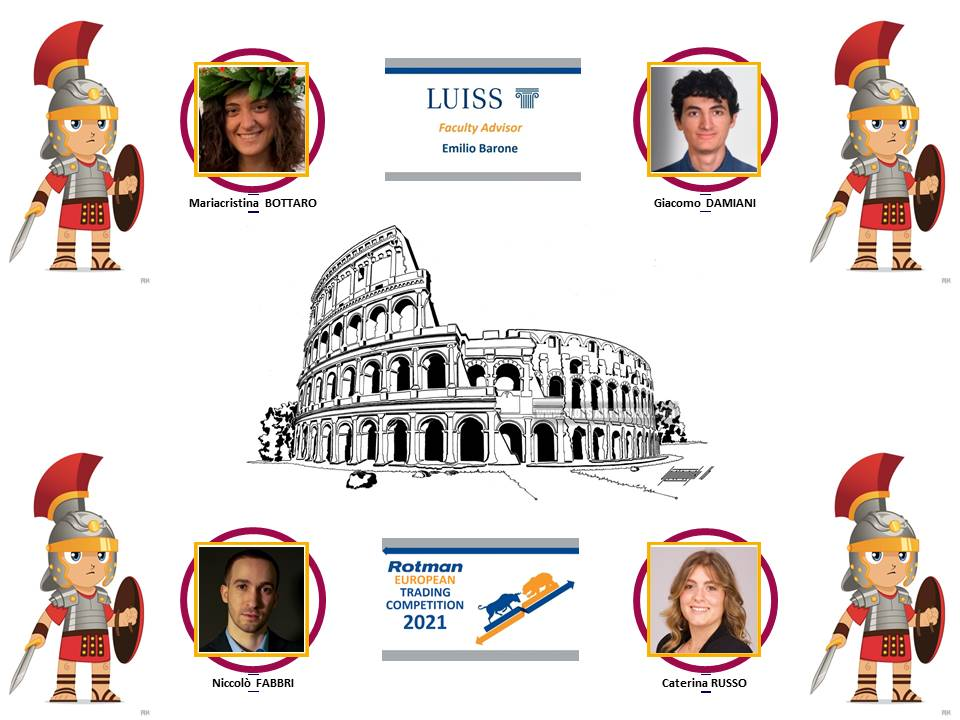 LUISS
Faculty Advisor
Emilio Barone
Mariacristina BOTTARO
Giacomo DAMIANI
Rotman
EUROPEAN
TRADING
COMPETITION
2021
Niccolò FABBRI
Caterina RUSSO